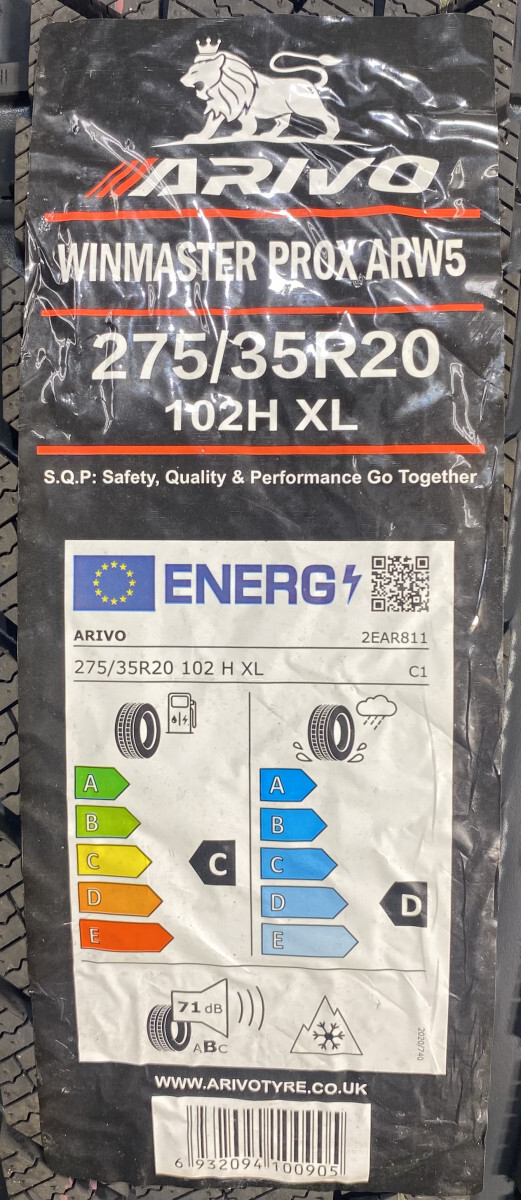 ARIVO
WINMASTER PROX ARW5
275/35R20
102H XL
S.Q.P: Safety, Quality & Performance Go Together
ENERG
ARIVO 2EAR811
275/35R20 102 H XL C1
A A
B B
C C C
D D D
E E
71 dB
ABC
2020/740
WWW.ARIVOTYRE.CO.UK
6 932094 100905